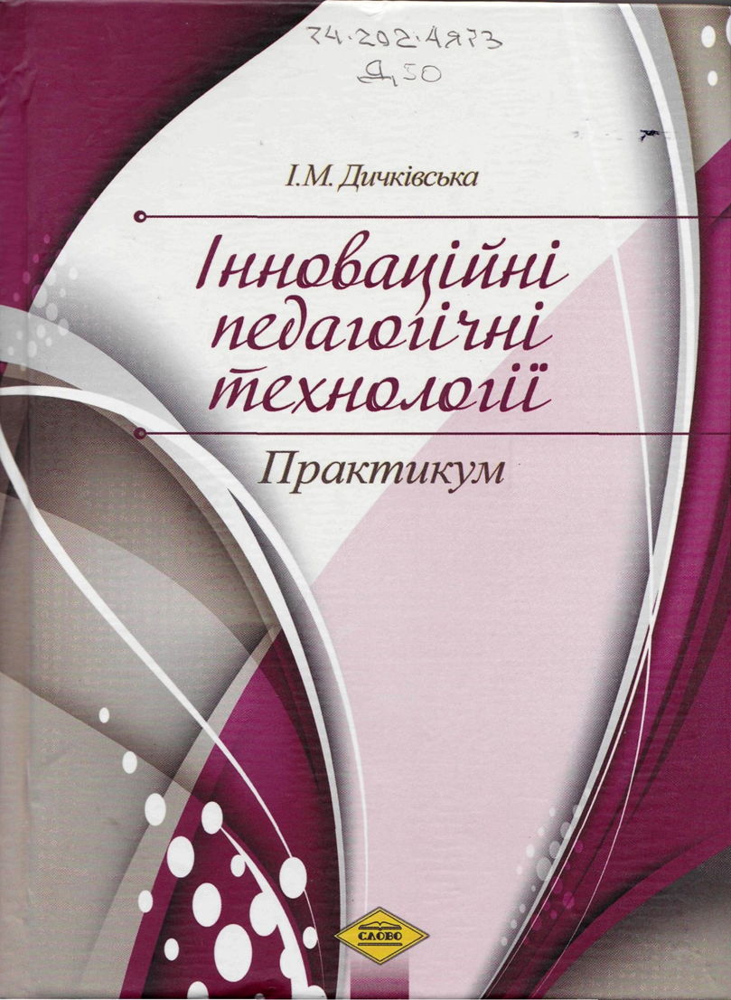 74.202.4я73
Д50
І.М. Дичківська
Інноваційні
педагогічні
технології
Практикум
СЛОВО